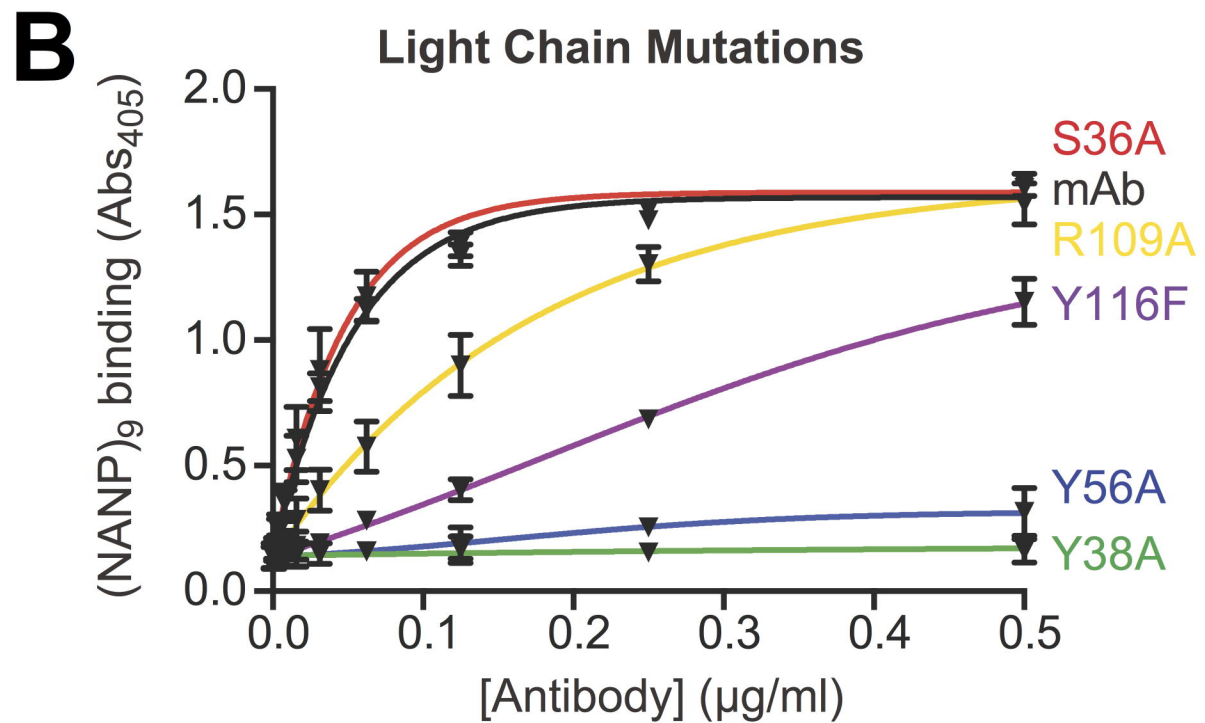 B
Light Chain Mutations
(NANP)₉ binding (Abs₄₀₅)
2.0
1.5
1.0
0.5
0.0
0.0 0.1 0.2 0.3 0.4 0.5
[Antibody] (μg/ml)
S36A
mAb
R109A
Y116F
Y56A
Y38A